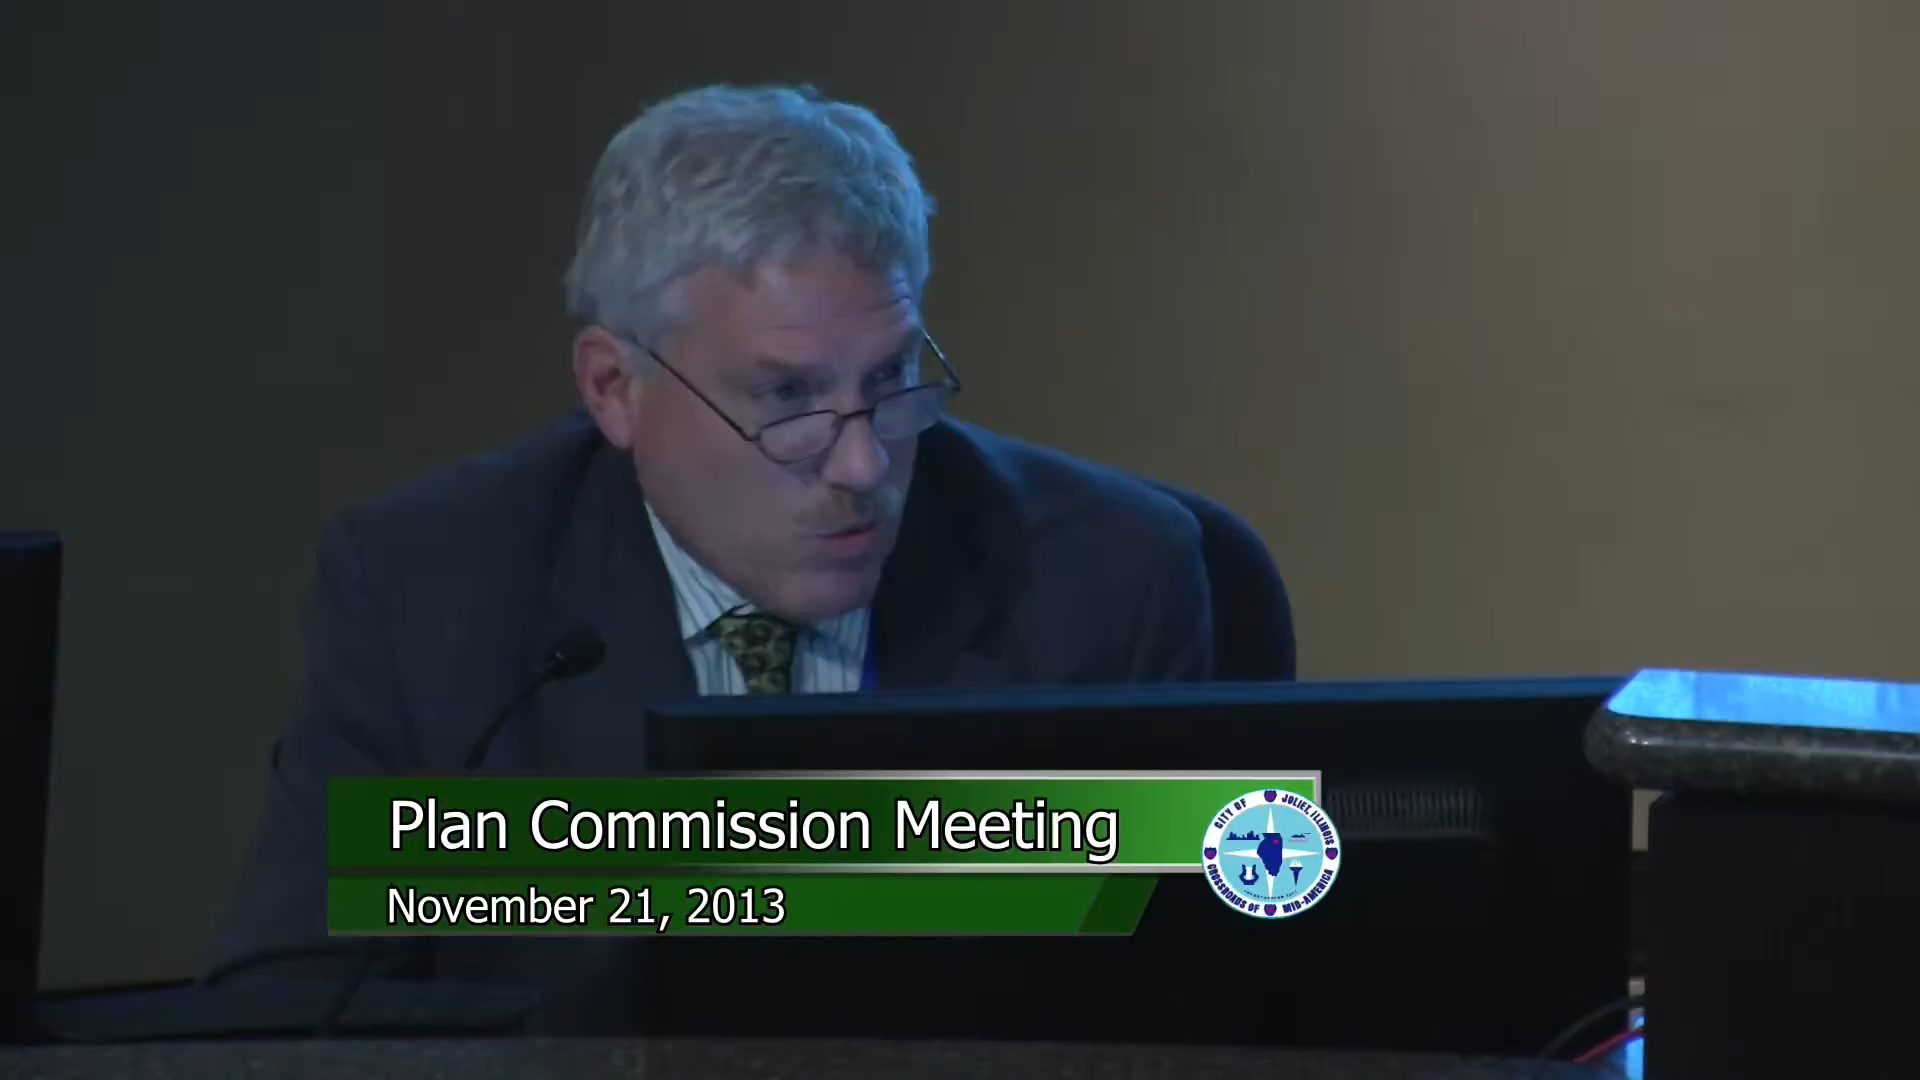 Plan Commission Meeting
November 21, 2013
CITY OF JOLIET, ILLINOIS
CROSSROADS OF MID-AMERICA